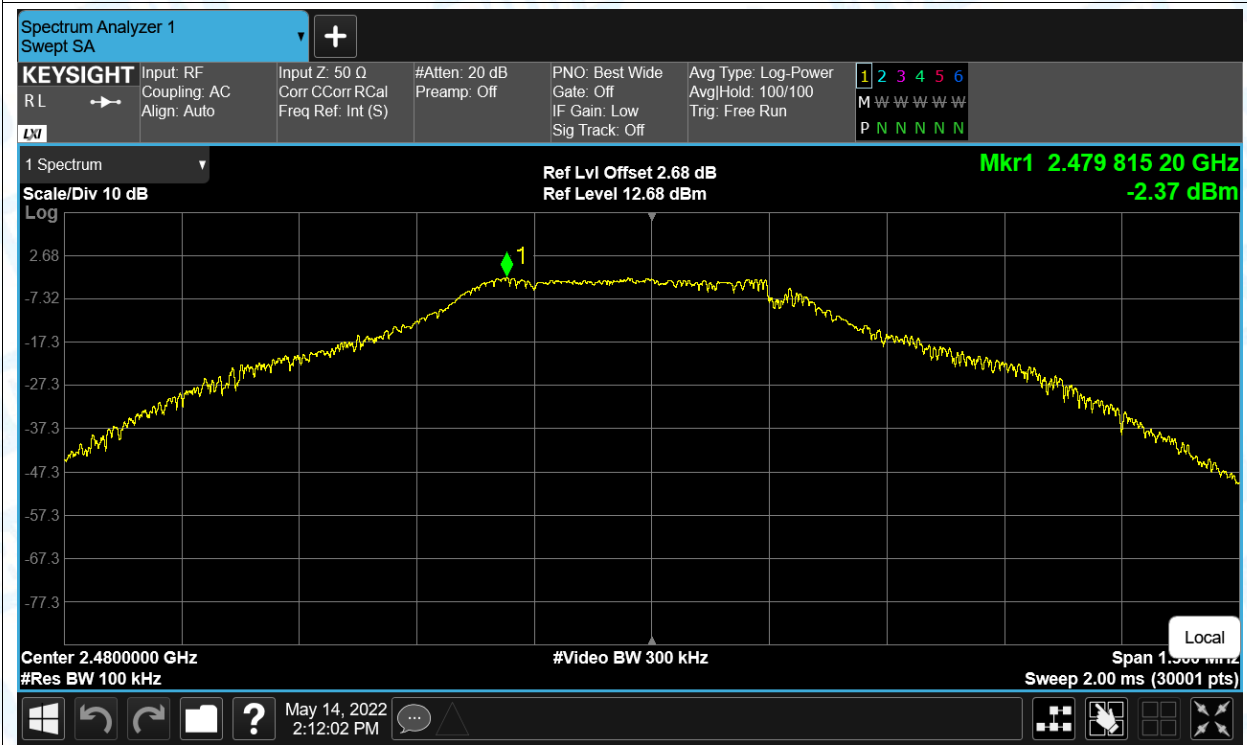 Spectrum Analyzer 1
Swept SA
KEYSIGHT
R L
LXI
Input: RF
Coupling: AC
Align: Auto
Input Z: 50 Ω
Corr CCorr RCal
Freq Ref: Int (S)
#Atten: 20 dB
Preamp: Off
PNO: Best Wide
Gate: Off
IF Gain: Low
Sig Track: Off
Avg Type: Log-Power
Avg|Hold: 100/100
Trig: Free Run
1 2 3 4 5 6
M W W W W W
P N N N N N
1 Spectrum
Scale/Div 10 dB
Log
Ref Lvl Offset 2.68 dB
Ref Level 12.68 dBm
Mkr1 2.479 815 20 GHz
-2.37 dBm
1
2.68
-7.32
-17.3
-27.3
-37.3
-47.3
-57.3
-67.3
-77.3
Local
Center 2.4800000 GHz
#Video BW 300 kHz
Span
#Res BW 100 kHz
Sweep 2.00 ms (30001 pts)
?
May 14, 2022
2:12:02 PM